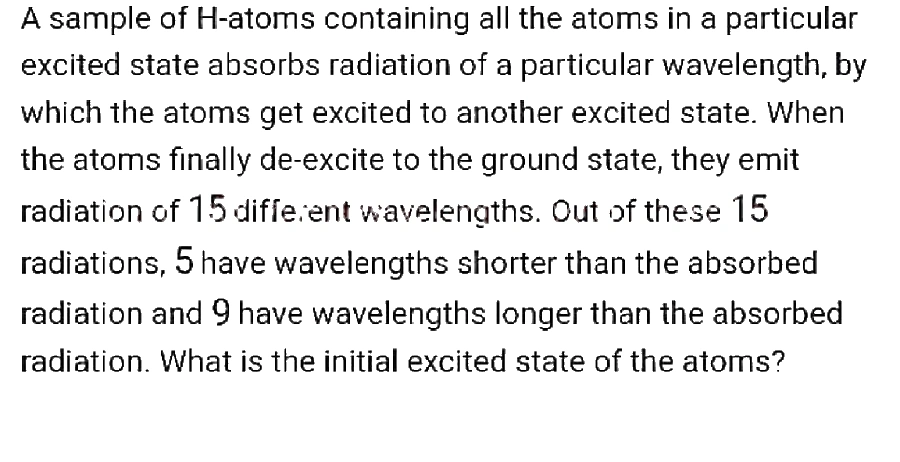 A sample of H-atoms containing all the atoms in a particular
excited state absorbs radiation of a particular wavelength, by
which the atoms get excited to another excited state. When
the atoms finally de-excite to the ground state, they emit
radiation of 15 different wavelengths. Out of these 15
radiations, 5 have wavelengths shorter than the absorbed
radiation and 9 have wavelengths longer than the absorbed
radiation. What is the initial excited state of the atoms?